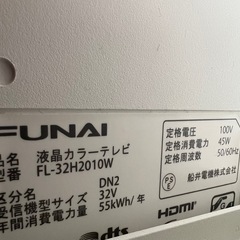 FUNAI
品名 液晶カラーテレビ
型番 FL-32H2010W
区分名 DN2
受信機型サイズ 32V
年間消費電力量 55kWh/年
定格電圧: 100V
定格消費電力: 45W
定格周波数: 50/60Hz
船井電機株式会社
HDMI
dts